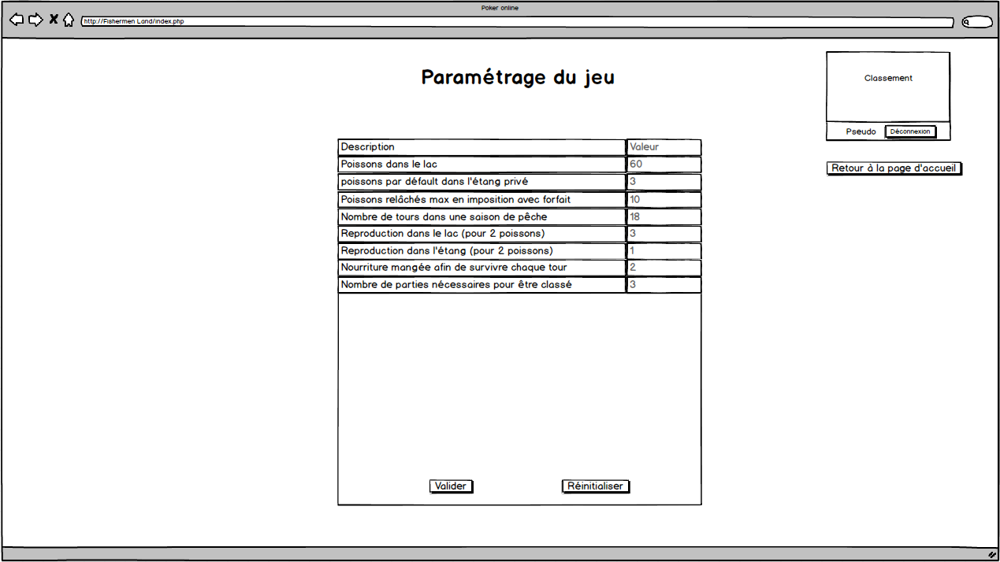 Poker online
http://Fishermen Land/index.php
Paramétrage du jeu
Classement
Pseudo Déconnexion
Retour à la page d'accueil
Description Valeur
Poissons dans le lac 60
poissons par défault dans l'étang privé 3
Poissons relâchés max en imposition avec forfait 10
Nombre de tours dans une saison de pêche 18
Reproduction dans le lac (pour 2 poissons) 3
Reproduction dans l'étang (pour 2 poissons) 1
Nourriture mangée afin de survivre chaque tour 2
Nombre de parties nécessaires pour être classé 3
Valider Réinitialiser